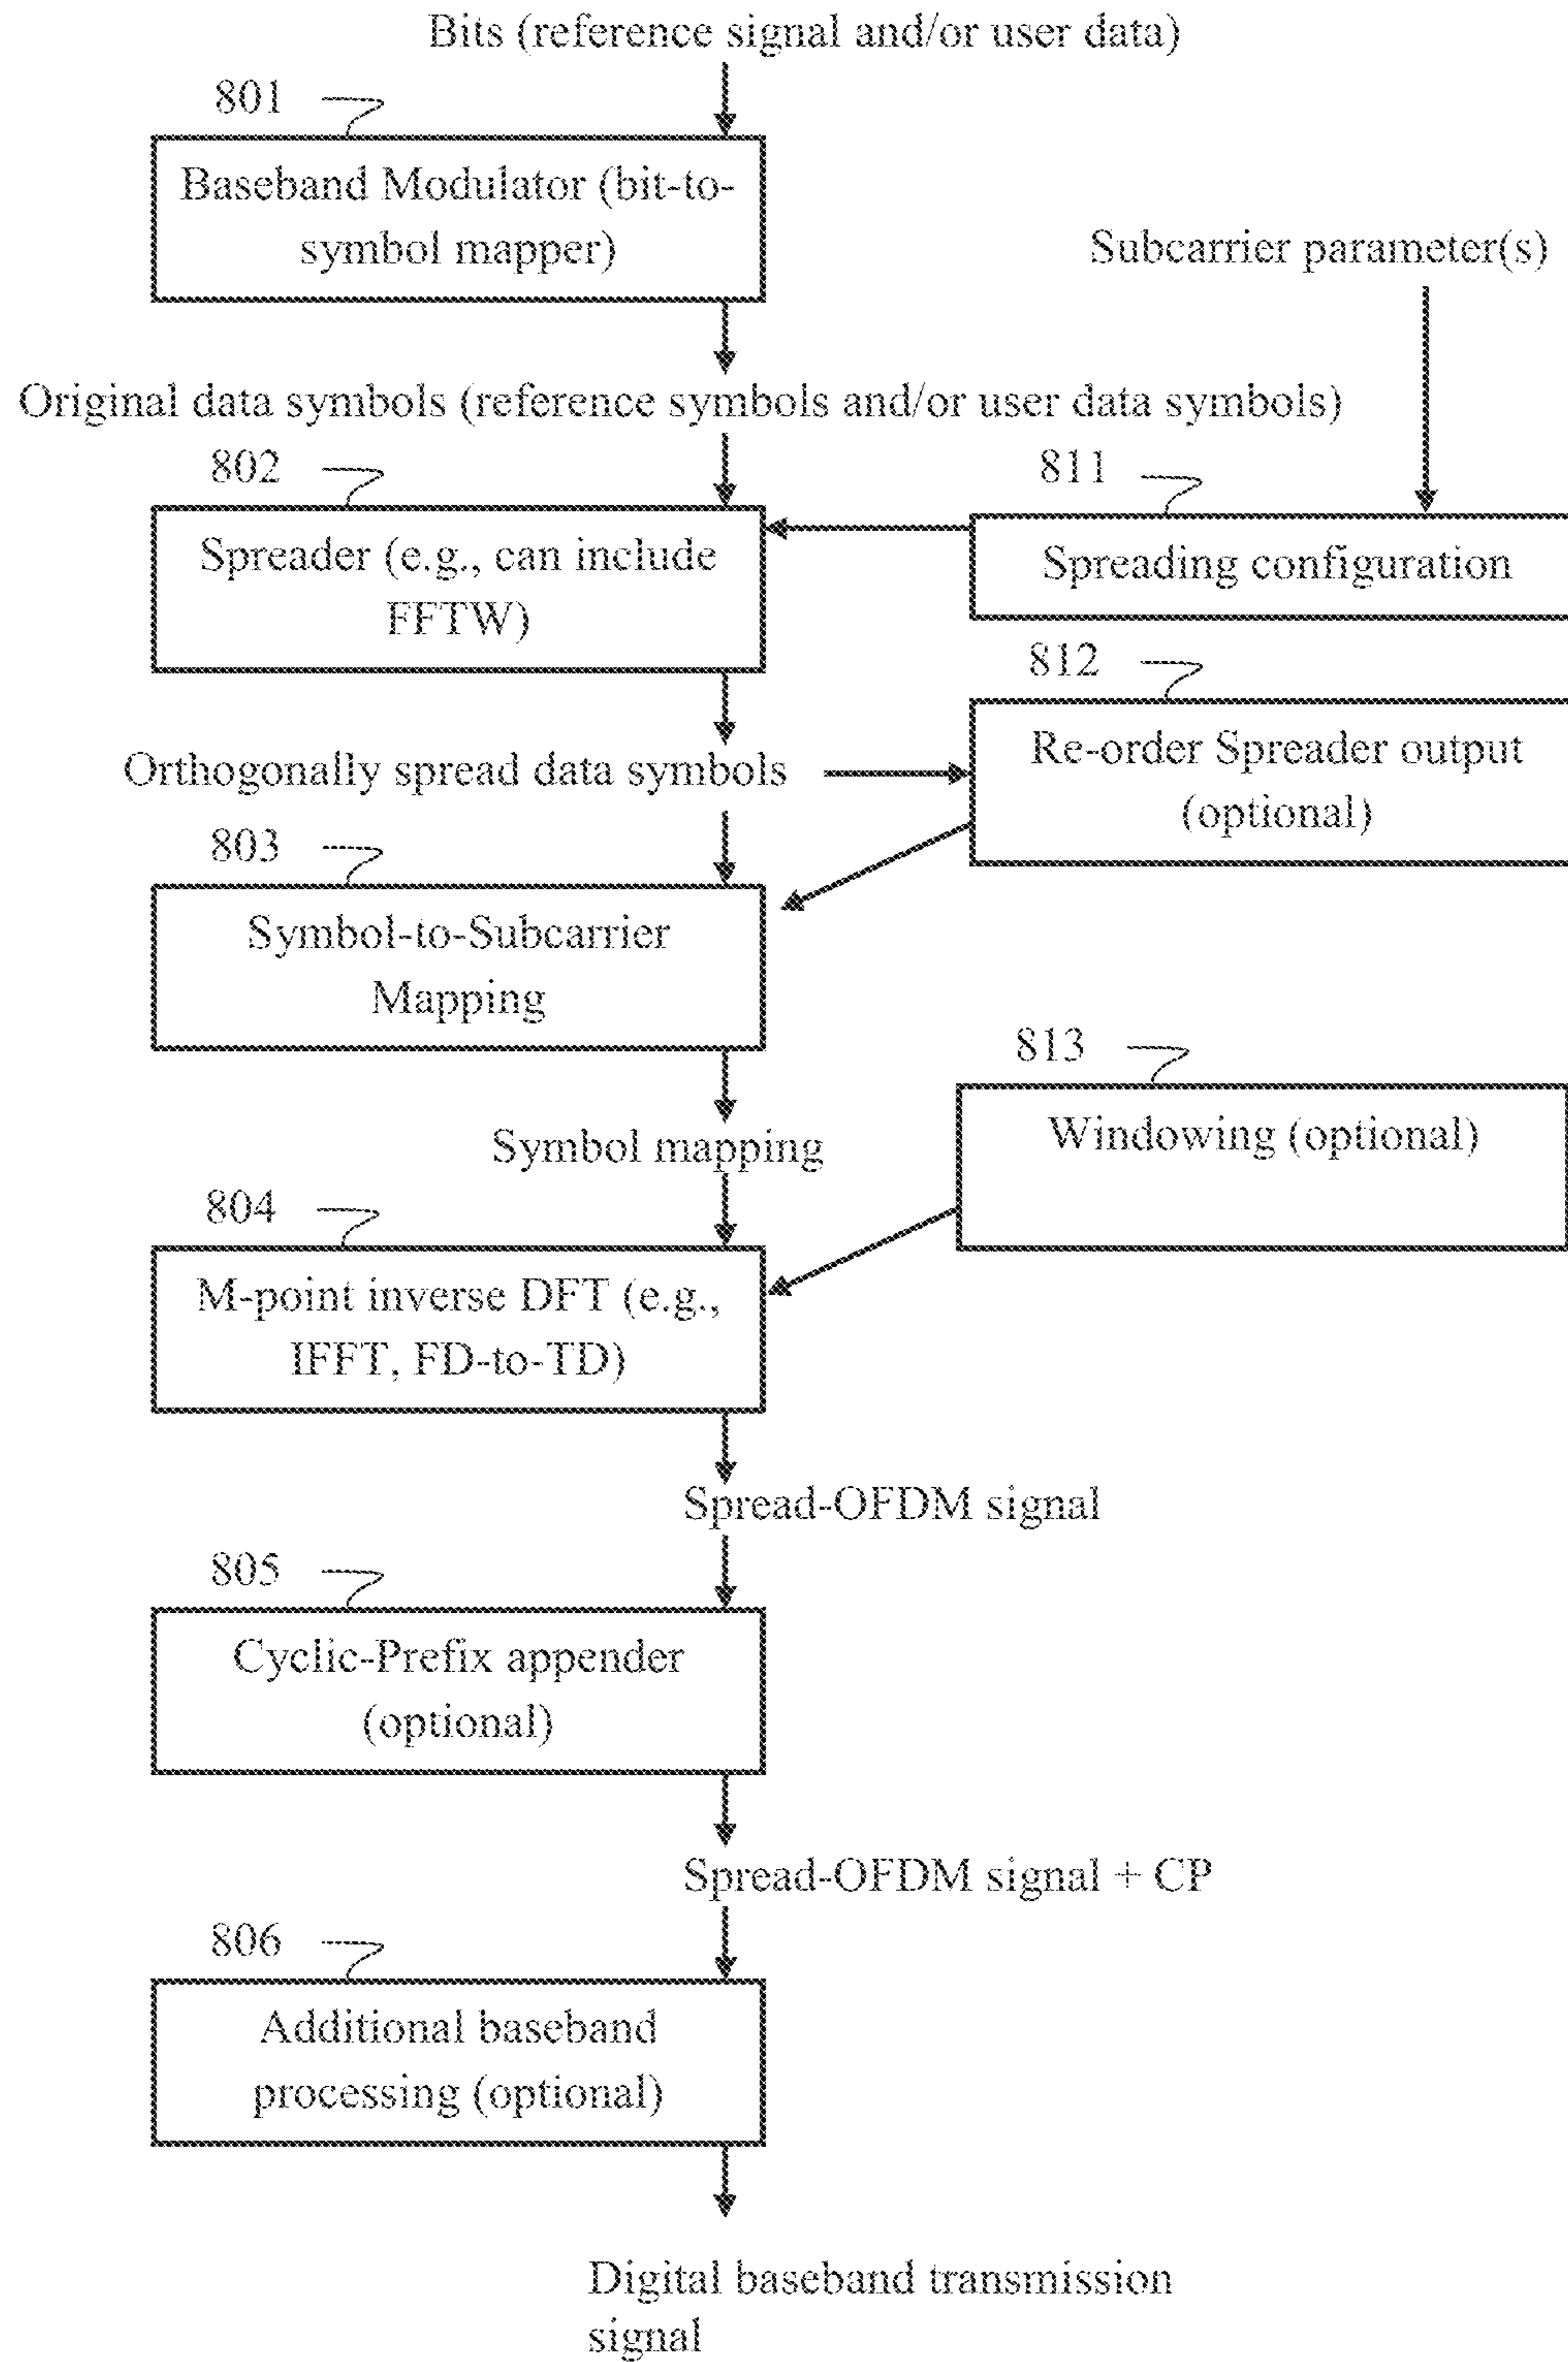 Bits (reference signal and/or user data)
801
Baseband Modulator (bit-to-
symbol mapper)
Subcarrier parameter(s)
Original data symbols (reference symbols and/or user data symbols)
802
811
Spreader (e.g., can include
FFTW)
Spreading configuration
812
Re-order Spreader output
(optional)
Orthogonally spread data symbols
803
Symbol-to-Subcarrier
Mapping
813
Windowing (optional)
Symbol mapping
804
M-point inverse DFT (e.g.,
IFFT, FD-to-TD)
Spread-OFDM signal
805
Cyclic-Prefix appender
(optional)
Spread-OFDM signal + CP
806
Additional baseband
processing (optional)
Digital baseband transmission
signal